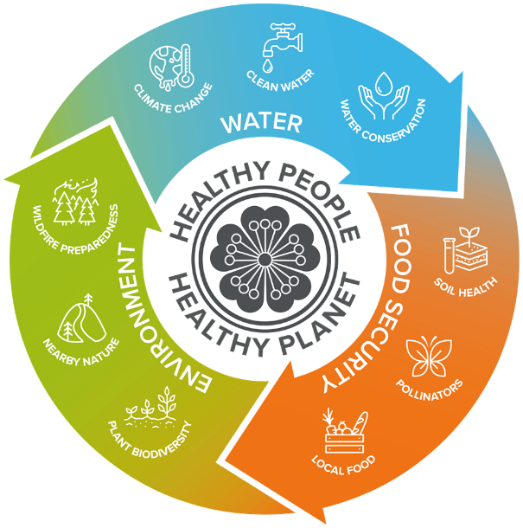 HEALTHY PEOPLE
HEALTHY PLANET
WATER
CLIMATE CHANGE
CLEAN WATER
WATER CONSERVATION
FOOD SECURITY
SOIL HEALTH
POLLINATORS
LOCAL FOOD
ENVIRONMENT
PLANT BIODIVERSITY
NEARBY NATURE
WILDFIRE PREPAREDNESS